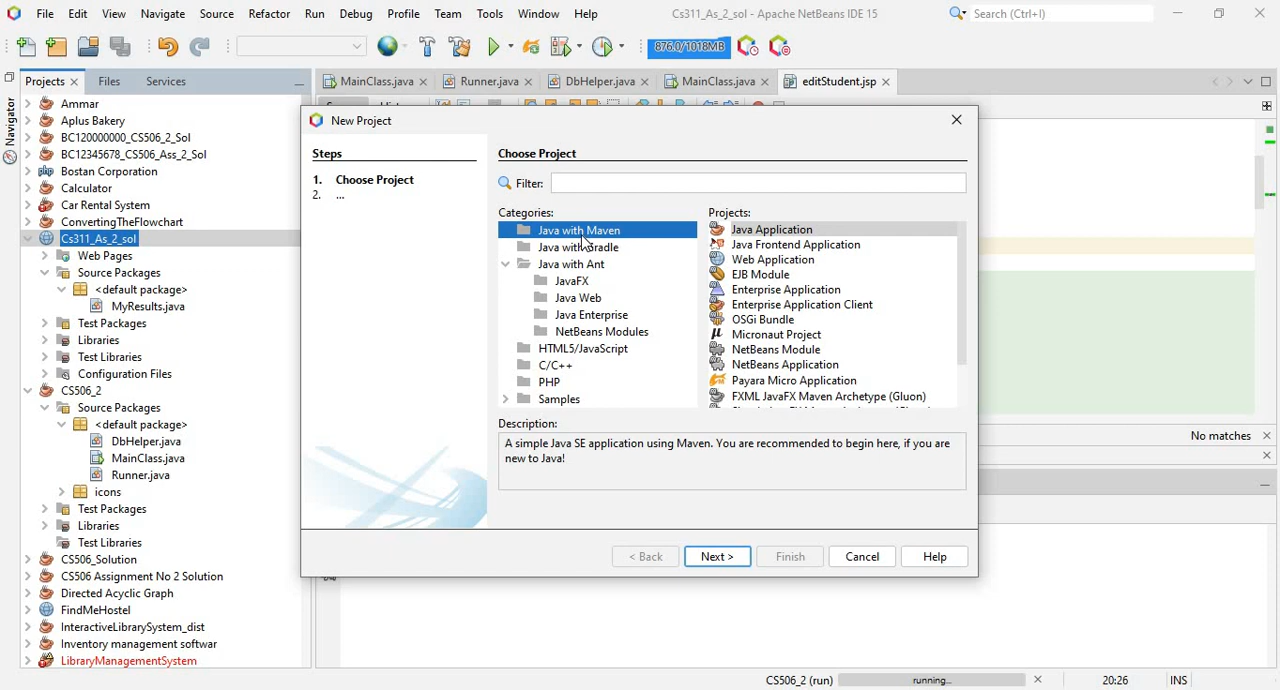 File Edit View Navigate Source Refactor Run Debug Profile Team Tools Window Help
Cs311_As_2_sol - Apache NetBeans IDE 15
Search (Ctrl+I)
876.0/1018MB
Projects Files Services
MainClass.java Runner.java DbHelper.java MainClass.java editStudent.jsp
Navigator
Ammar
Aplus Bakery
BC120000000_CS506_2_Sol
BC12345678_CS506_Ass_2_Sol
php Bostan Corporation
Calculator
Car Rental System
ConvertingTheFlowchart
Cs311_As_2_sol
Web Pages
Source Packages
<default package>
MyResults.java
Test Packages
Libraries
Test Libraries
Configuration Files
CS506_2
Source Packages
<default package>
DbHelper.java
MainClass.java
Runner.java
icons
Test Packages
Libraries
Test Libraries
CS506_Solution
CS506 Assignment No 2 Solution
Directed Acyclic Graph
FindMeHostel
InteractiveLibrarySystem_dist
Inventory management softwar
LibraryManagementSystem
New Project
Steps
1. Choose Project
2. ...
Choose Project
Filter:
Categories:
Java with Maven
Java with Gradle
Java with Ant
JavaFX
Java Web
Java Enterprise
NetBeans Modules
HTML5/JavaScript
C/C++
PHP
Samples
Projects:
Java Application
Java Frontend Application
Web Application
EJB Module
Enterprise Application
Enterprise Application Client
OSGi Bundle
Micronaut Project
NetBeans Module
NetBeans Application
Payara Micro Application
FXML JavaFX Maven Archetype (Gluon)
Description:
A simple Java SE application using Maven. You are recommended to begin here, if you are
new to Java!
< Back Next > Finish Cancel Help
No matches
CS506_2 (run) running... 20:26 INS